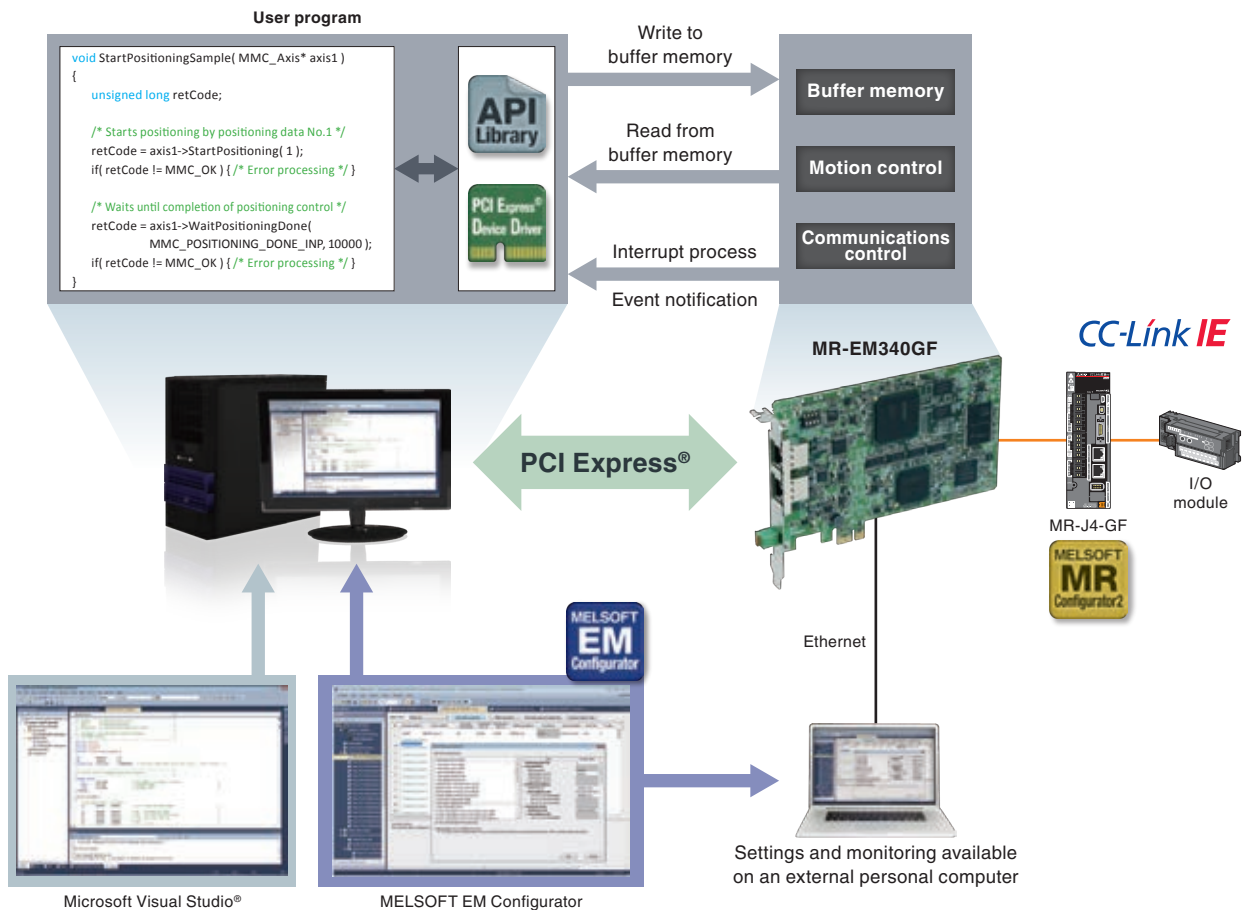 User program
void StartPositioningSample( MMC_Axis* axis1 )
{
unsigned long retCode;
/* Starts positioning by positioning data No.1 */
retCode = axis1->StartPositioning( 1 );
if( retCode != MMC_OK ) { /* Error processing */ }
/* Waits until completion of positioning control */
retCode = axis1->WaitPositioningDone(
MMC_POSITIONING_DONE_INP, 10000 );
if( retCode != MMC_OK ) { /* Error processing */ }
}
API
Library
PCI Express®
Device Driver
Write to
buffer memory
Read from
buffer memory
Interrupt process
Event notification
Buffer memory
Motion control
Communications
control
MR-EM340GF
CC-Link IE
PCI Express®
I/O
module
MR-J4-GF
MELSOFT
MR
Configurator2
MELSOFT
EM
Configurator
Ethernet
Settings and monitoring available
on an external personal computer
Microsoft Visual Studio®
MELSOFT EM Configurator